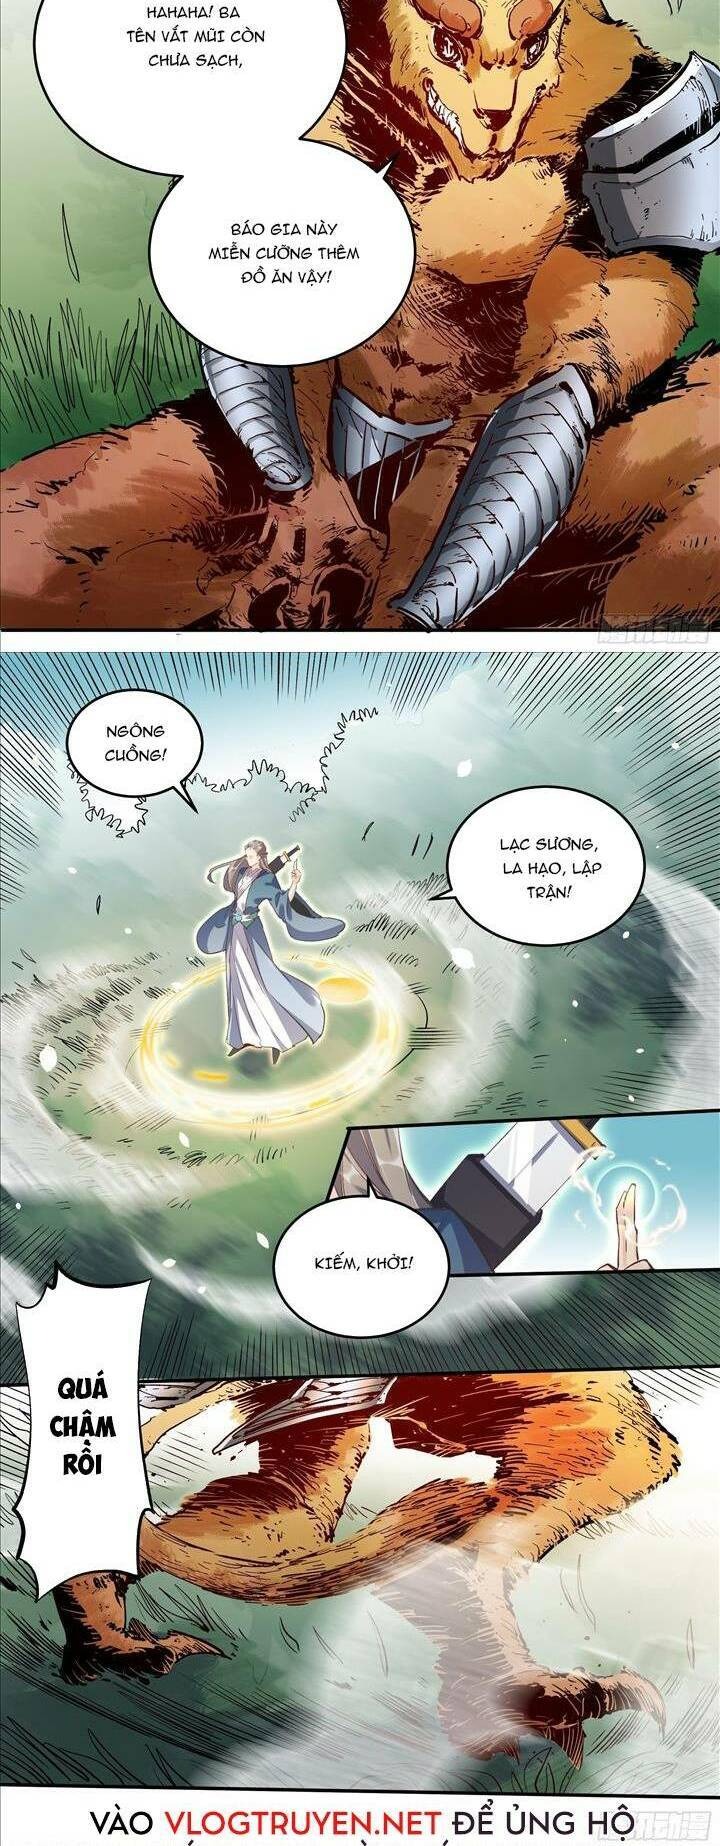 HAHAHA! BA
TÊN VẮT MŨI CÒN
CHƯA SẠCH,
BÁO GIA NÀY
MIỄN CƯỠNG THÊM
ĐỒ ĂN VẬY!
NGÔNG
CUỒNG!
LẠC SƯƠNG,
LA HẠO, LẬP
TRẬN!
KIẾM, KHỞI!
QUÁ
CHẬM
RỒI
VÀO VLOGTRUYEN.NET ĐỂ ỦNG HỘ